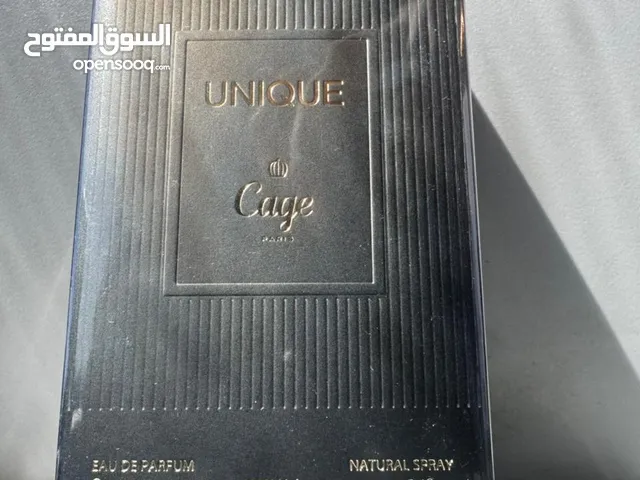 السوق المفتوح
opensooq.com
UNIQUE
Cage
PARIS
EAU DE PARFUM NATURAL SPRAY